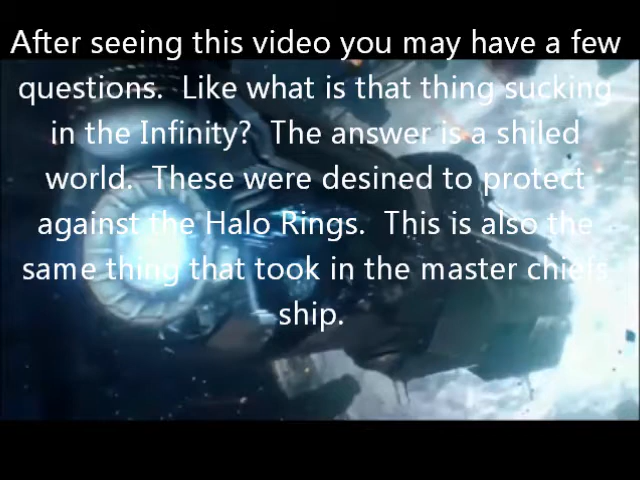 After seeing this video you may have a few
questions.  Like what is that thing sucking
in the Infinity?  The answer is a shiled
world.  These were desined to protect
against the Halo Rings.  This is also the
same thing that took in the master chiefs
ship.